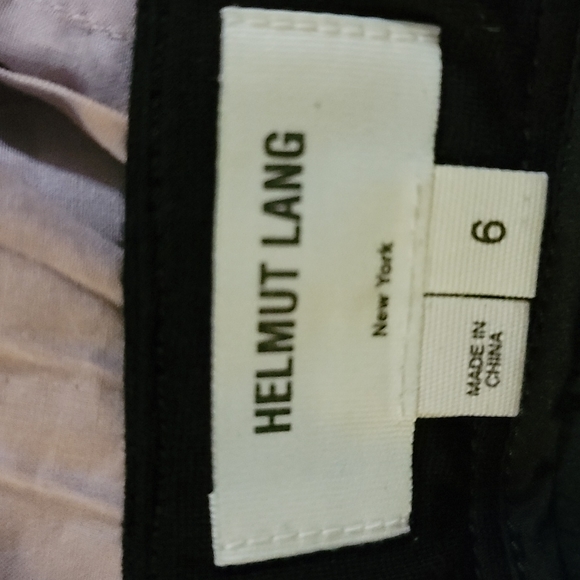 HELMUT LANG
New York
MADE IN
CHINA
6